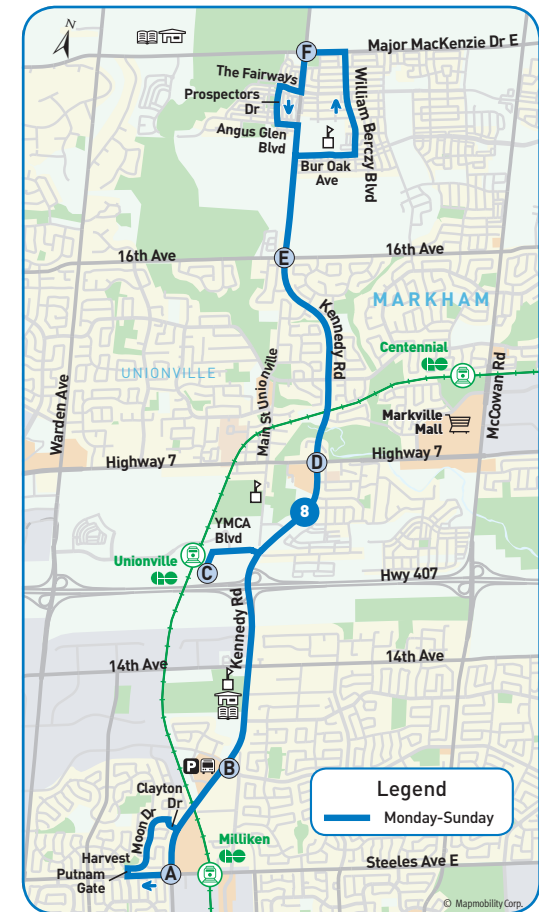 N
F
Major MacKenzie Dr E
The Fairways
Prospectors
Dr
Angus Glen
Blvd
William Berczy Blvd
Bur Oak
Ave
16th Ave
E
16th Ave
MARKHAM
Kennedy Rd
Centennial
GO
UNIONVILLE
Main St Unionville
Warden Ave
McCowan Rd
Markville
Mall
Highway 7
D
Highway 7
8
YMCA
Blvd
Unionville
GO
C
Hwy 407
Kennedy Rd
14th Ave
14th Ave
P
B
Clayton
Dr
Harvest Moon Dr
Putnam
Gate
A
Milliken
GO
Steeles Ave E
Legend
Monday-Sunday
© Mapmobility Corp.